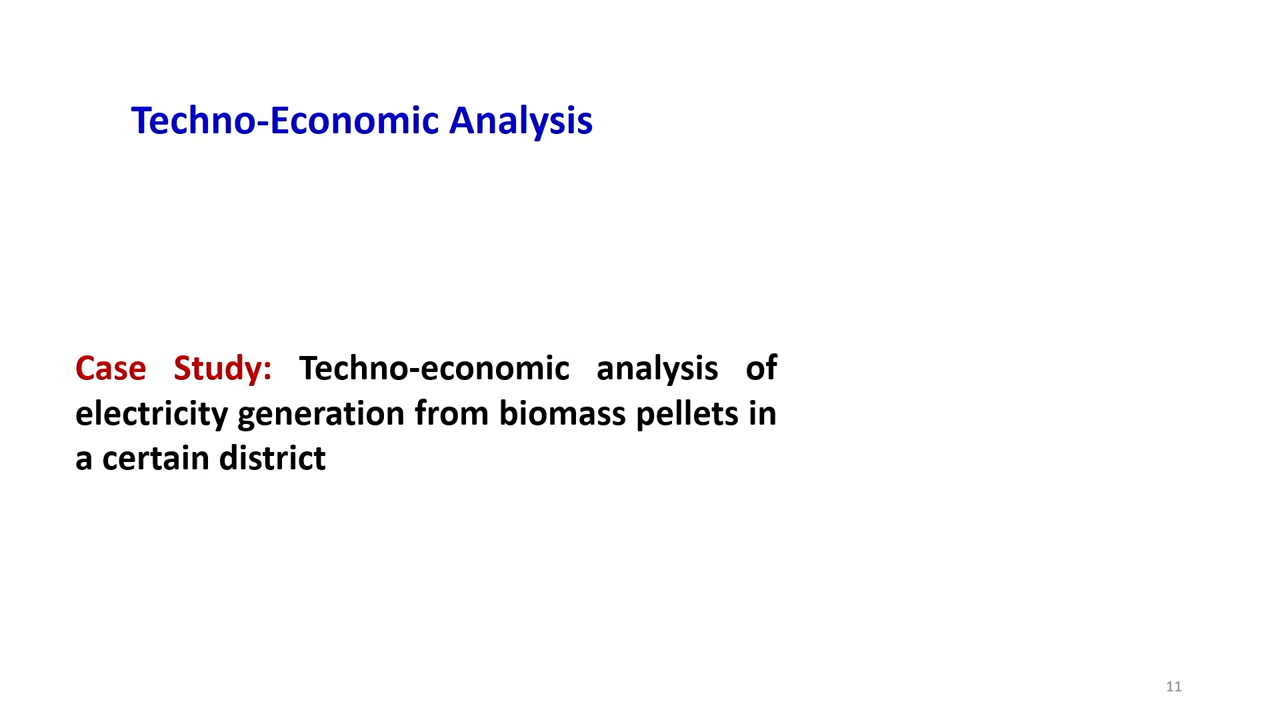 Techno-Economic Analysis
Case Study: Techno-economic analysis of
electricity generation from biomass pellets in
a certain district
11